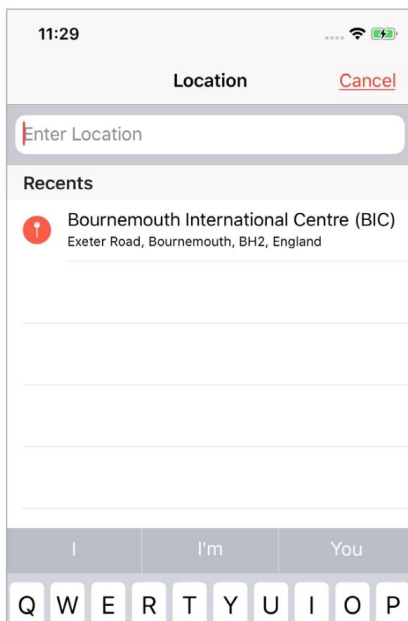 11:29
Location Cancel
Enter Location
Recents
Bournemouth International Centre (BIC)
Exeter Road, Bournemouth, BH2, England
I I'm You
Q W E R T Y U I O P